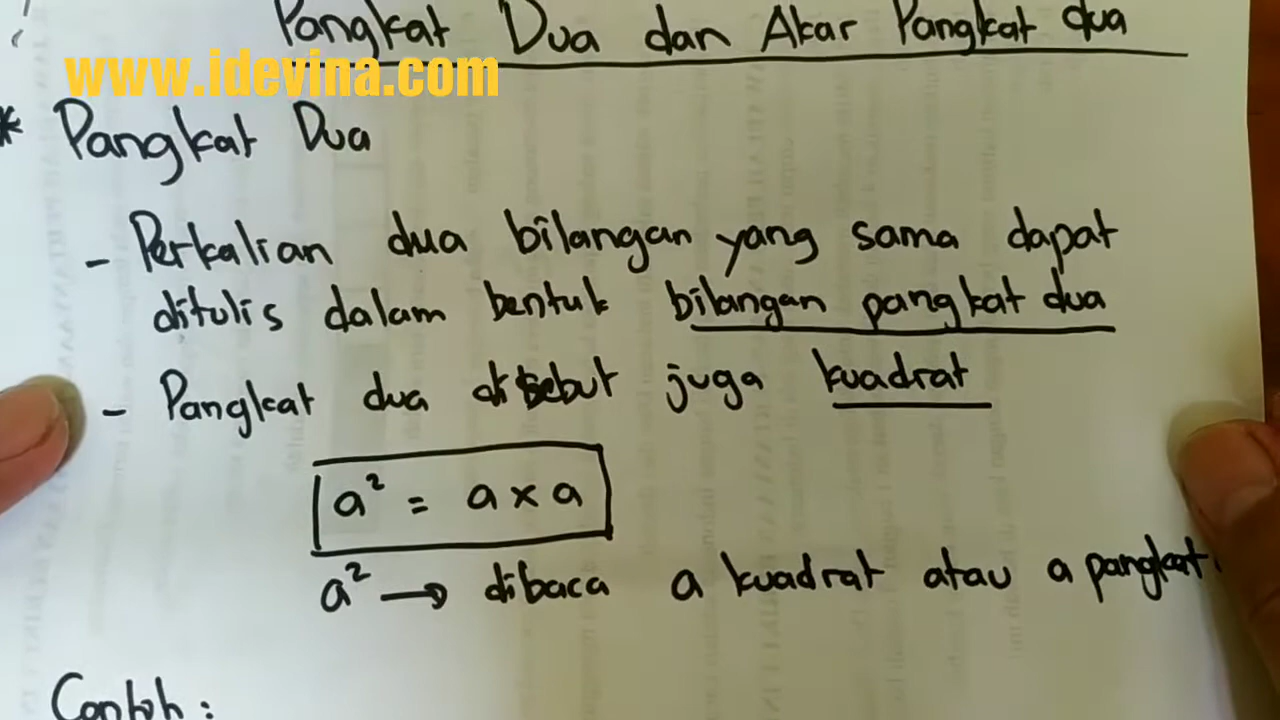 Pangkat Dua dan Akar Pangkat dua
www.idevina.com
* Pangkat Dua
- Perkalian dua bilangan yang sama dapat
ditulis dalam bentuk bilangan pangkat dua
- Pangkat dua disebut juga kuadrat
a² = a x a
a² → dibaca a kuadrat atau a pangkat
Contoh :